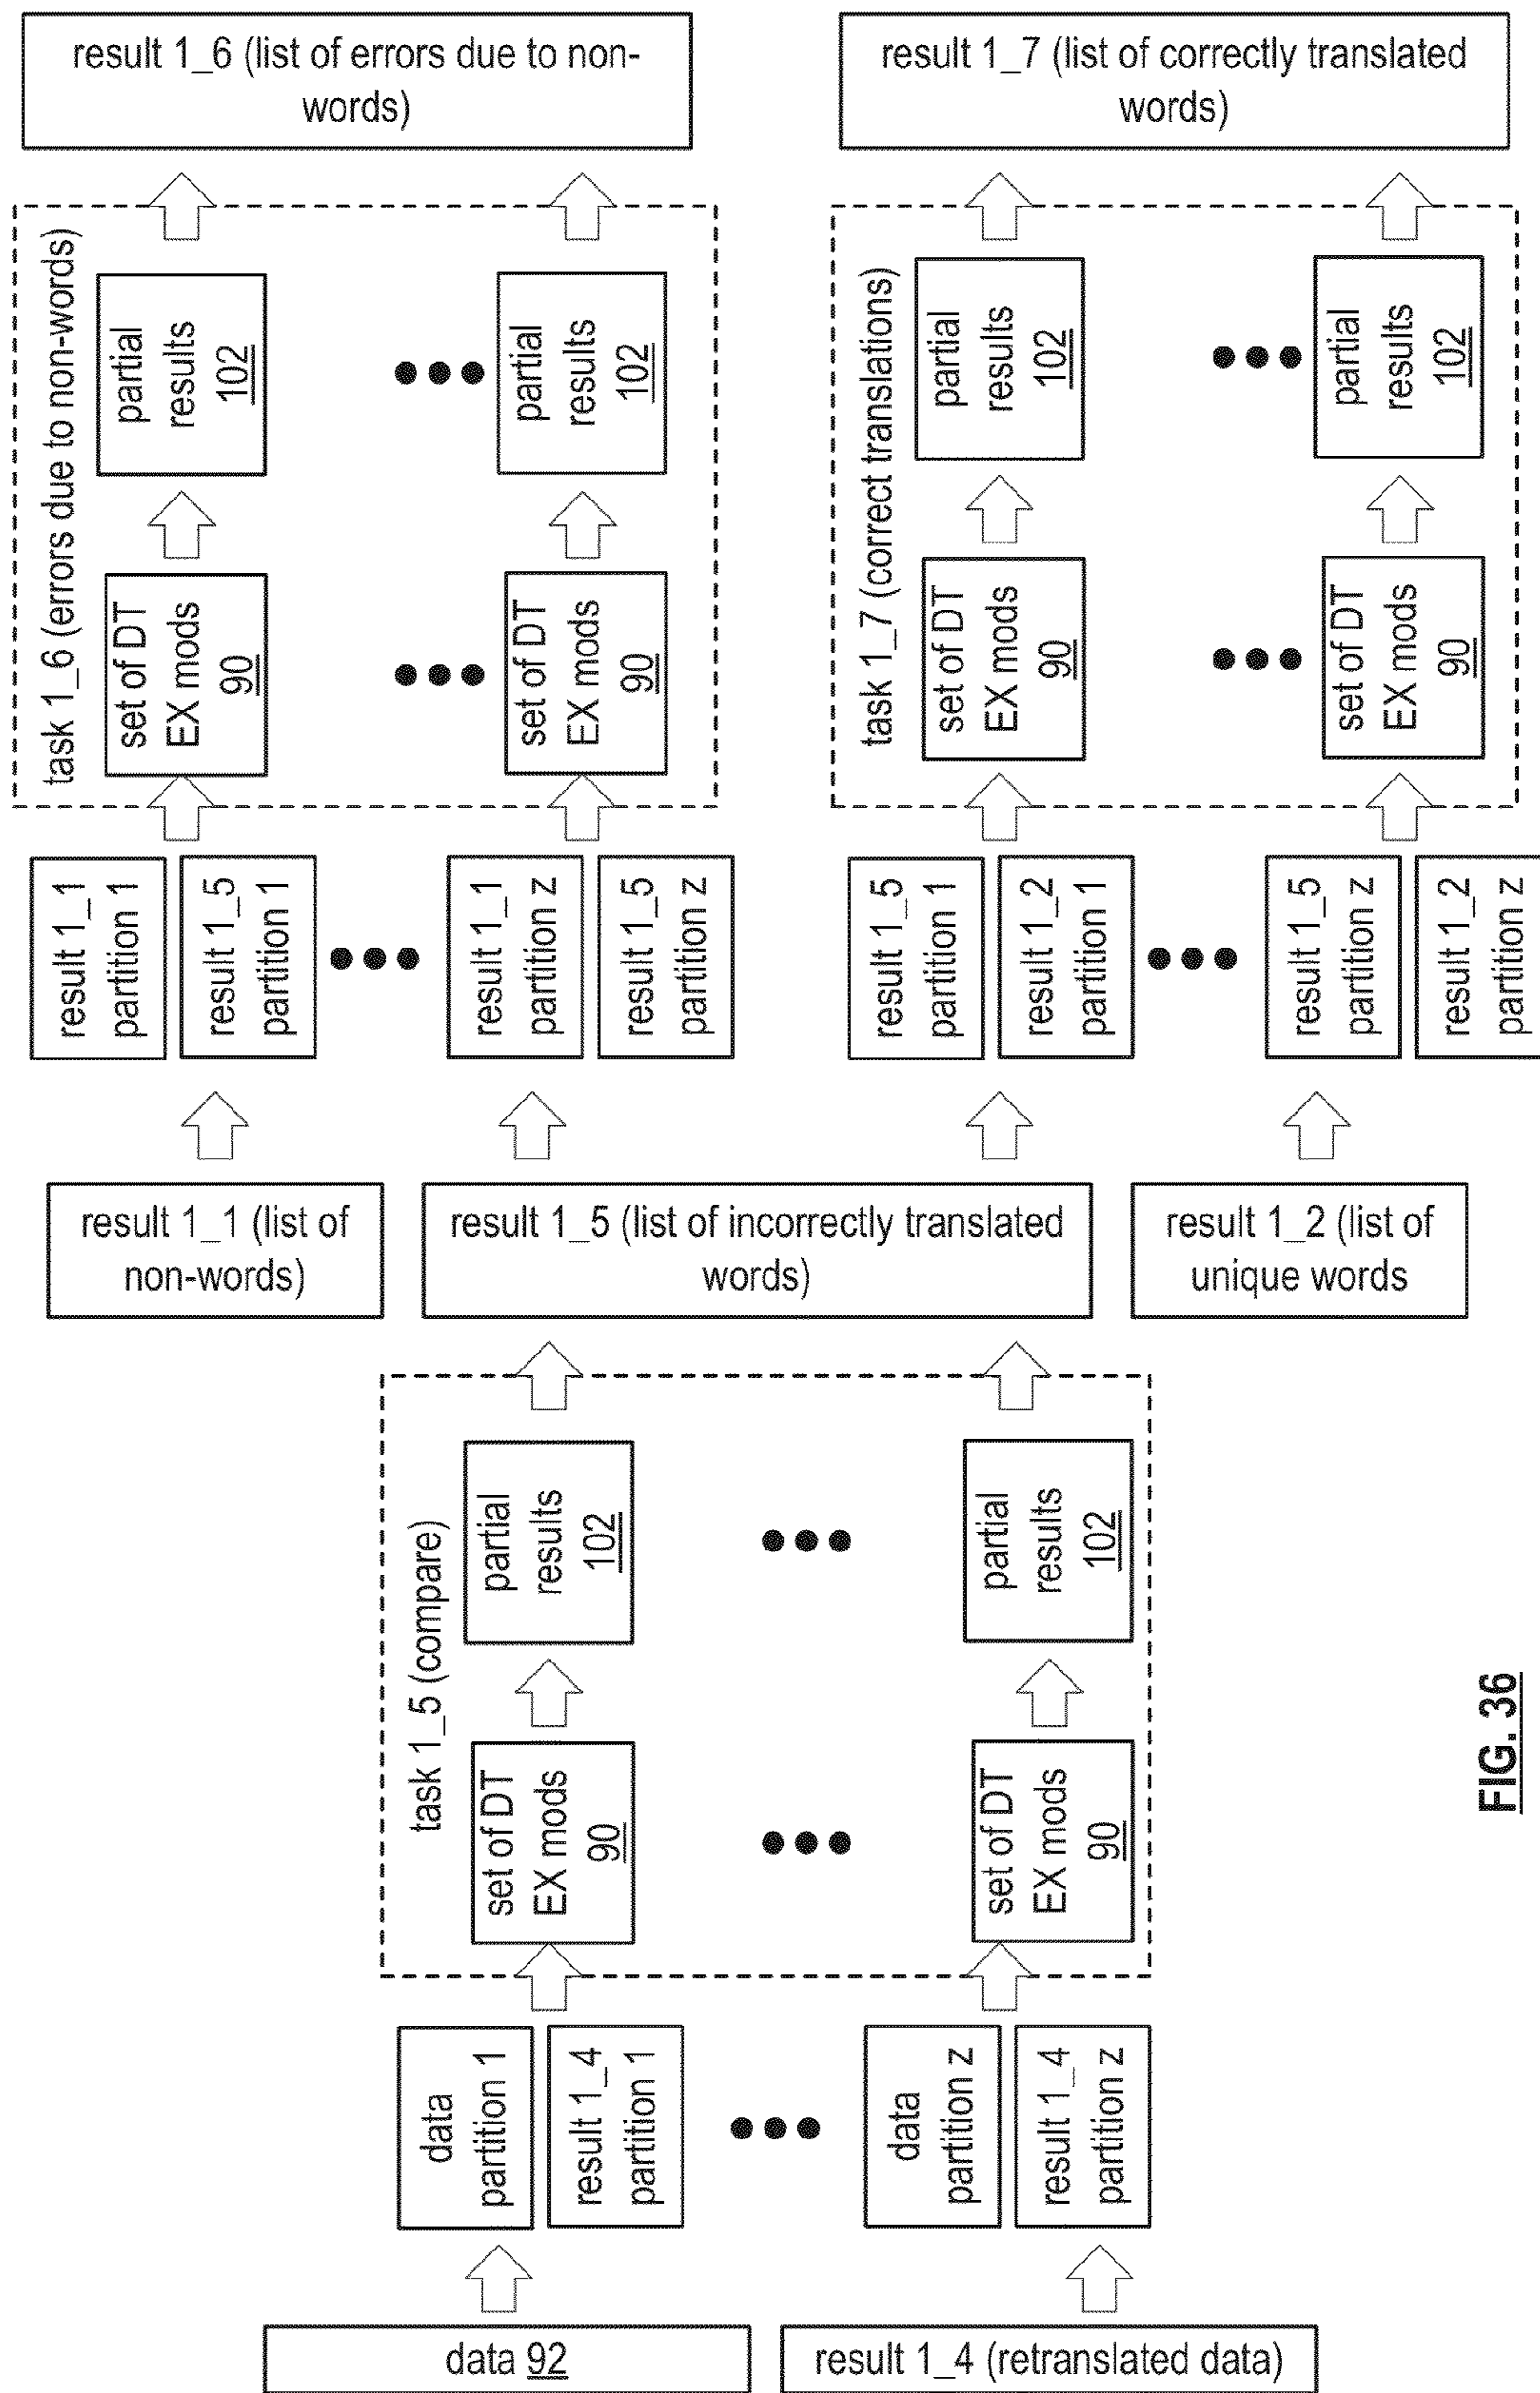 data 92
result 1_4 (retranslated data)
data
partition 1
result 1_4
partition 1
data
partition z
result 1_4
partition z
task 1_5 (compare)
set of DT
EX mods
90
partial
results
102
set of DT
EX mods
90
partial
results
102
result 1_1 (list of
non-words)
result 1_5 (list of incorrectly translated
words)
result 1_2 (list of
unique words
result 1_1
partition 1
result 1_5
partition 1
result 1_1
partition z
result 1_5
partition z
result 1_5
partition 1
result 1_2
partition 1
result 1_5
partition z
result 1_2
partition z
task 1_6 (errors due to non-words)
set of DT
EX mods
90
partial
results
102
set of DT
EX mods
90
partial
results
102
task 1_7 (correct translations)
set of DT
EX mods
90
partial
results
102
set of DT
EX mods
90
partial
results
102
result 1_6 (list of errors due to non-
words)
result 1_7 (list of correctly translated
words)
FIG. 36